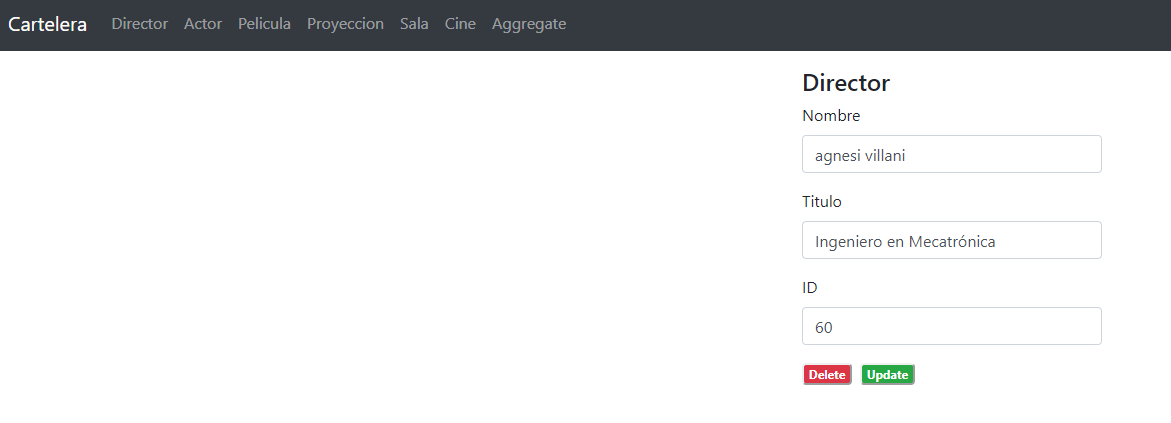 Cartelera Director Actor Pelicula Proyeccion Sala Cine Aggregate
Director
Nombre
agnesi villani
Titulo
Ingeniero en Mecatrónica
ID
60
Delete Update